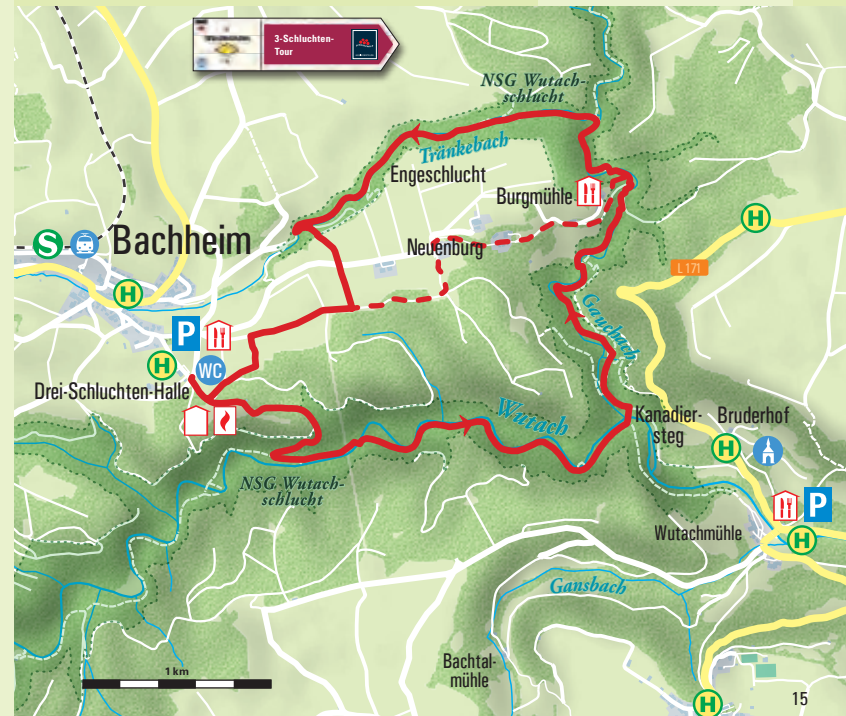 3-Schluchten-
Tour
NSG Wutach-
schlucht
Tränkebach
Engeschlucht
Burgmühle
H
S
Bachheim
Neuenburg
L 171
H
P
Gauchach
H
WC
Drei-Schluchten-Halle
Wutach
Kanadier-
steg
Bruderhof
H
NSG Wutach-
schlucht
P
Wutachmühle
H
Gansbach
Bachtal-
mühle
1 km
H
15